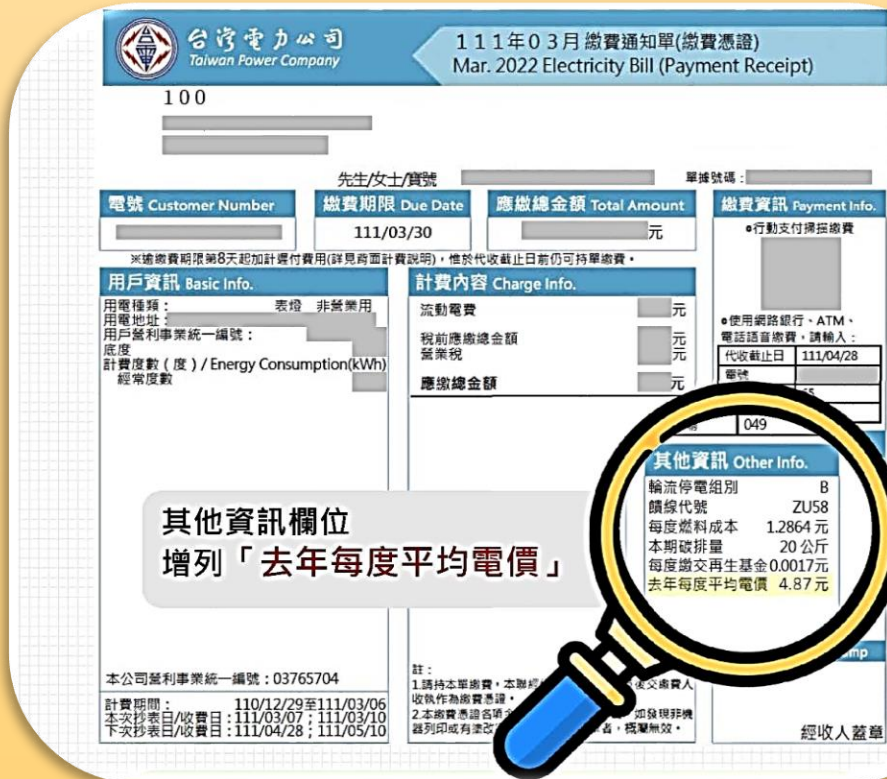 台灣電力公司
Taiwan Power Company
111年03月繳費通知單(繳費憑證)
Mar. 2022 Electricity Bill (Payment Receipt)
100
先生/女士/寶號
單據號碼：
電號 Customer Number
繳費期限 Due Date
111/03/30
應繳總金額 Total Amount
元
※逾繳費期限第8天起加計遲付費用(詳見背面計費說明)，惟於代收截止日前仍可持單繳費。
用戶資訊 Basic Info.
用電種類： 表燈 非營業用
用電地址：
用戶營利事業統一編號：
底度
計費度數（度）/ Energy Consumption(kWh)
經常度數
計費內容 Charge Info.
流動電費 元
稅前應繳總金額 元
營業稅 元
應繳總金額 元
繳費資訊 Payment Info.
●行動支付掃描繳費
●使用網路銀行、ATM、
電話語音繳費，請輸入：
代收截止日 111/04/28
電號
049
其他資訊 Other Info.
輪流停電組別 B
饋線代號 ZU58
每度燃料成本 1.2864 元
本期碳排量 20 公斤
每度繳交再生基金 0.0017元
去年每度平均電價 4.87 元
其他資訊欄位
增列「去年每度平均電價」
本公司營利事業統一編號：03765704
計費期間： 110/12/29至111/03/06
本次抄表日/收費日：111/03/07；111/03/10
下次抄表日/收費日：111/04/28；111/05/10
註：
1.請持本單繳費，本聯經
後交繳費人
收執作為繳費憑證。
2.本繳費憑證各項
如發現非機
器列印或有塗改
者，概屬無效。
經收人蓋章